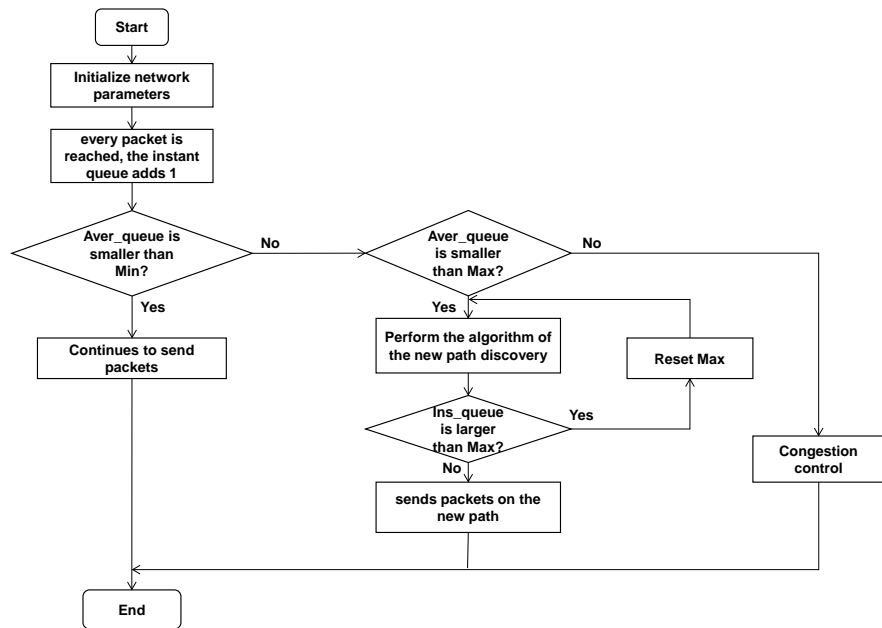 Start
Initialize network
parameters
every packet is
reached, the instant
queue adds 1
Aver_queue is
smaller than
Min?
No
Yes
Continues to send
packets
Aver_queue
is smaller
than Max?
No
Yes
Perform the algorithm of
the new path discovery
Reset Max
Ins_queue
is larger
than Max?
Yes
No
sends packets on the
new path
Congestion
control
End